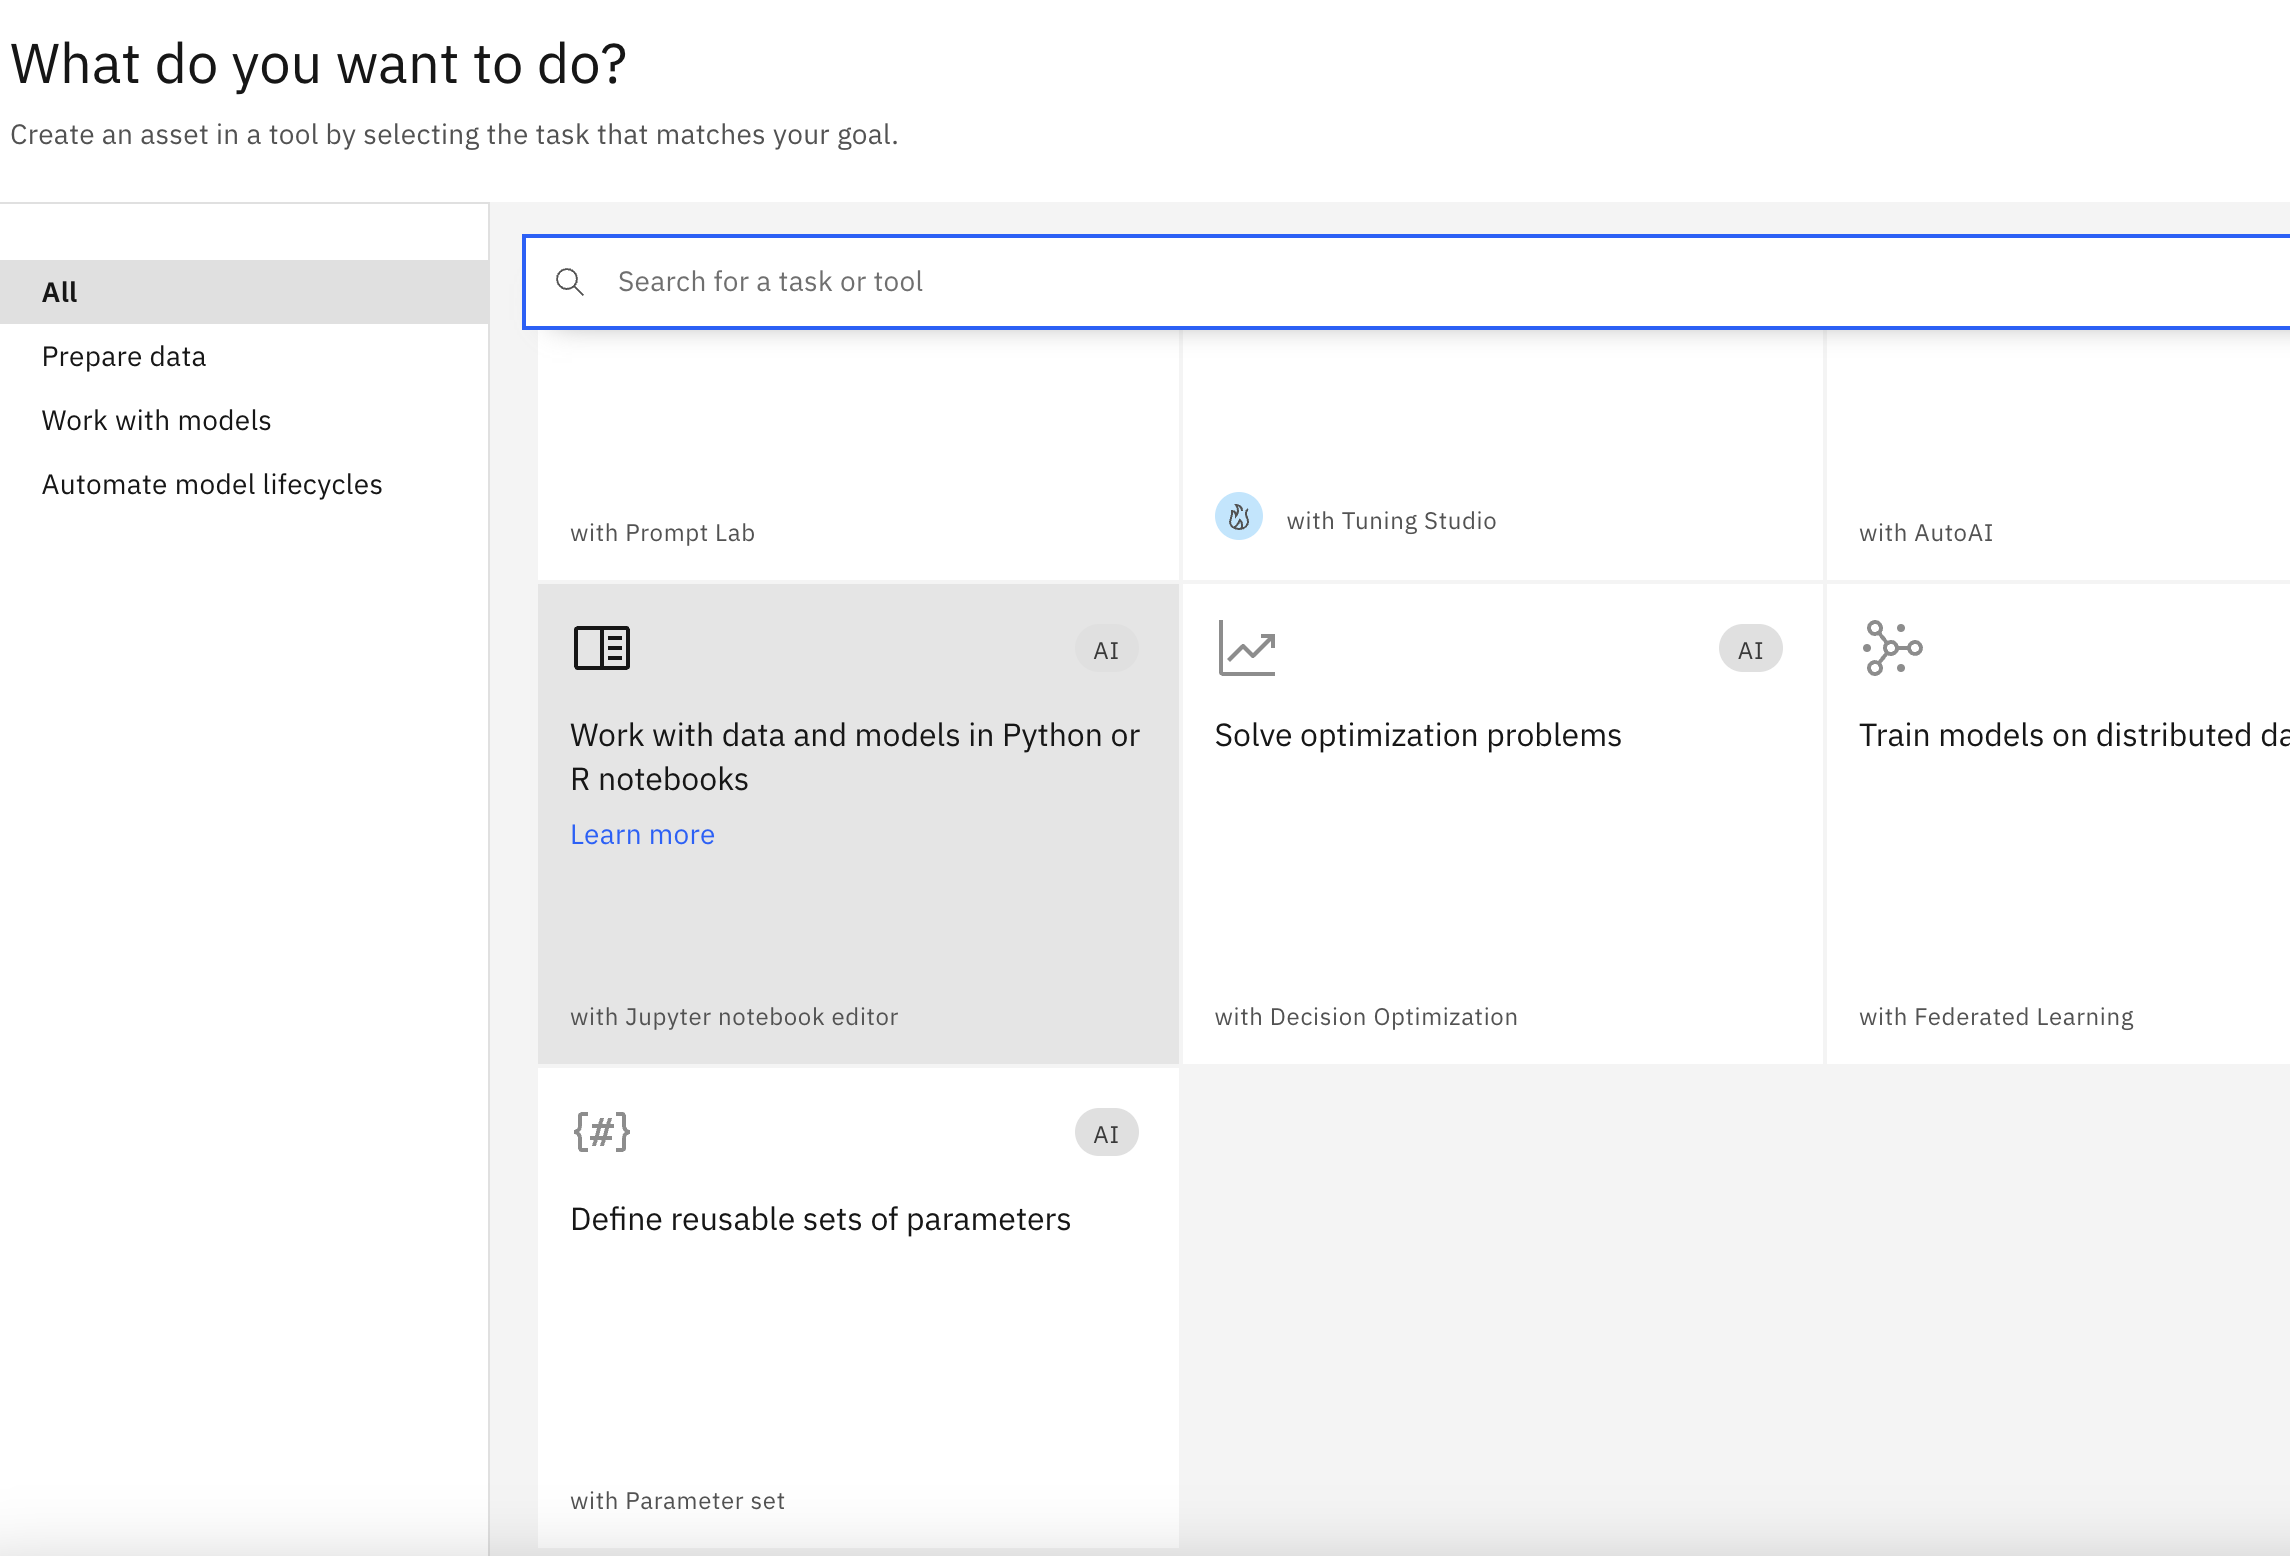 What do you want to do?
Create an asset in a tool by selecting the task that matches your goal.
All
Prepare data
Work with models
Automate model lifecycles
Search for a task or tool
with Prompt Lab
with Tuning Studio
with AutoAI
AI
Work with data and models in Python or
R notebooks
Learn more
with Jupyter notebook editor
AI
Solve optimization problems
with Decision Optimization
Train models on distributed
with Federated Learning
{#}
AI
Define reusable sets of parameters
with Parameter set